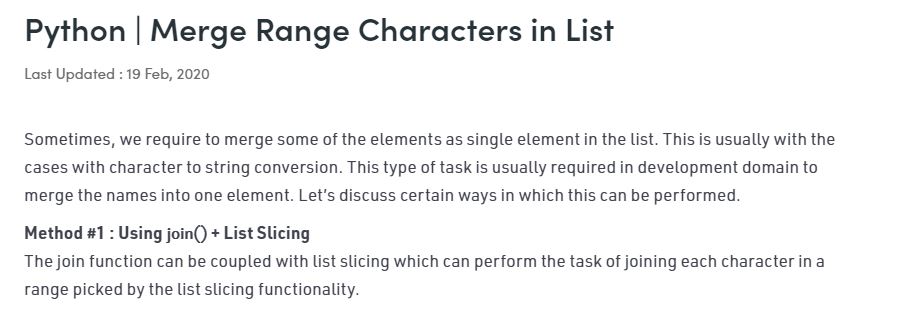 Python | Merge Range Characters in List
Last Updated : 19 Feb, 2020
Sometimes, we require to merge some of the elements as single element in the list. This is usually with the
cases with character to string conversion. This type of task is usually required in development domain to
merge the names into one element. Let’s discuss certain ways in which this can be performed.
Method #1 : Using join() + List Slicing
The join function can be coupled with list slicing which can perform the task of joining each character in a
range picked by the list slicing functionality.